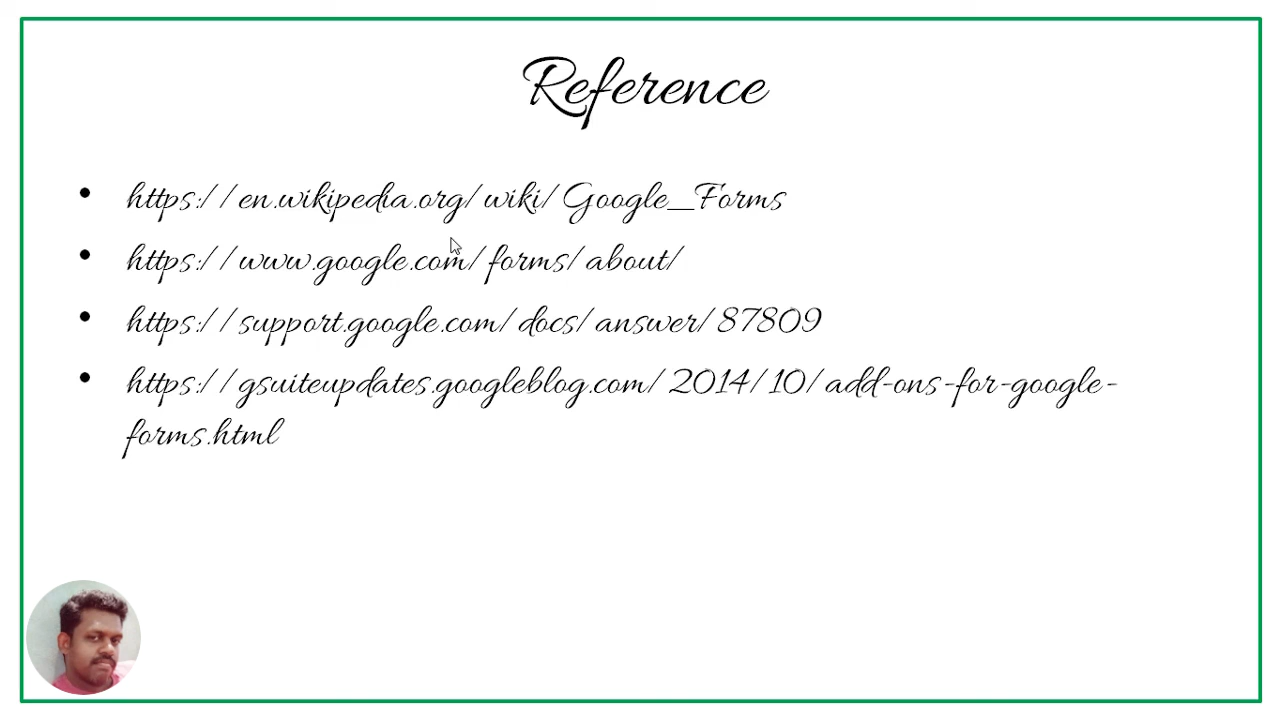 Reference
• https://en.wikipedia.org/wiki/Google_Forms
• https://www.google.com/forms/about/
• https://support.google.com/docs/answer/87809
• https://gsuiteupdates.googleblog.com/2014/10/add-ons-for-google-
forms.html